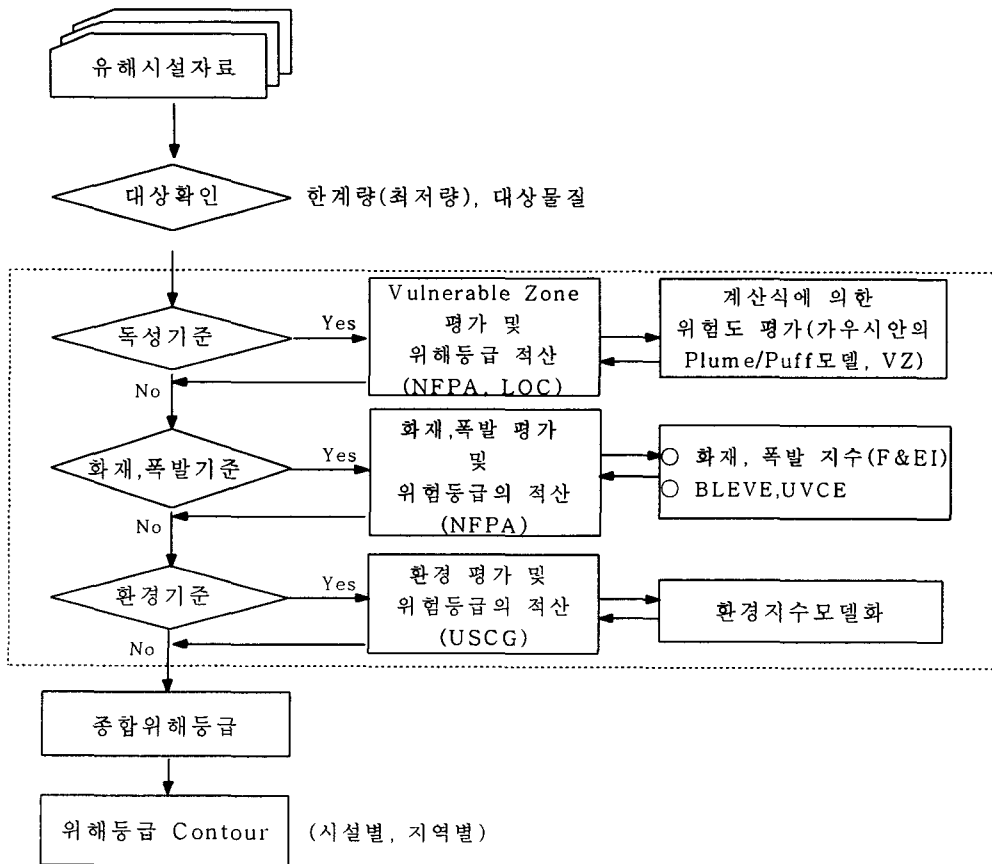 유해시설자료
대상확인
한계량(최저량), 대상물질
독성기준
Yes
No
Vulnerable Zone
평가 및
위해등급 적산
(NFPA, LOC)
계산식에 의한
위험도 평가(가우시안의
Plume/Puff모델, VZ)
화재,폭발기준
Yes
No
화재,폭발 평가
및
위험등급의 적산
(NFPA)
○ 화재, 폭발 지수(F&EI)
○ BLEVE,UVCE
환경기준
Yes
No
환경 평가 및
위험등급의 적산
(USCG)
환경지수모델화
종합위해등급
위해등급 Contour
(시설별, 지역별)